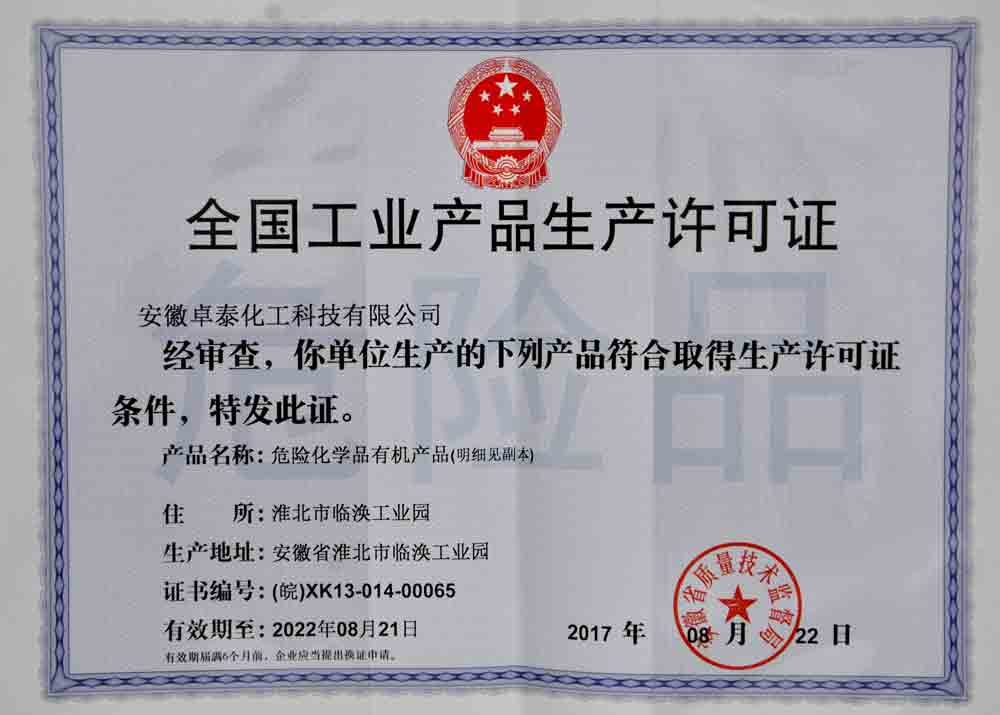 全国工业产品生产许可证
危险品
安徽卓泰化工科技有限公司
经审查，你单位生产的下列产品符合取得生产许可证
条件，特发此证。
产品名称：危险化学品有机产品(明细见副本)
住 所：淮北市临涣工业园
生产地址：安徽省淮北市临涣工业园
证书编号：(皖)XK13-014-00065
有效期至：2022年08月21日
有效期届满6个月前，企业应当提出换证申请。
安徽省质量技术监督局
2017 年 08 月 22 日